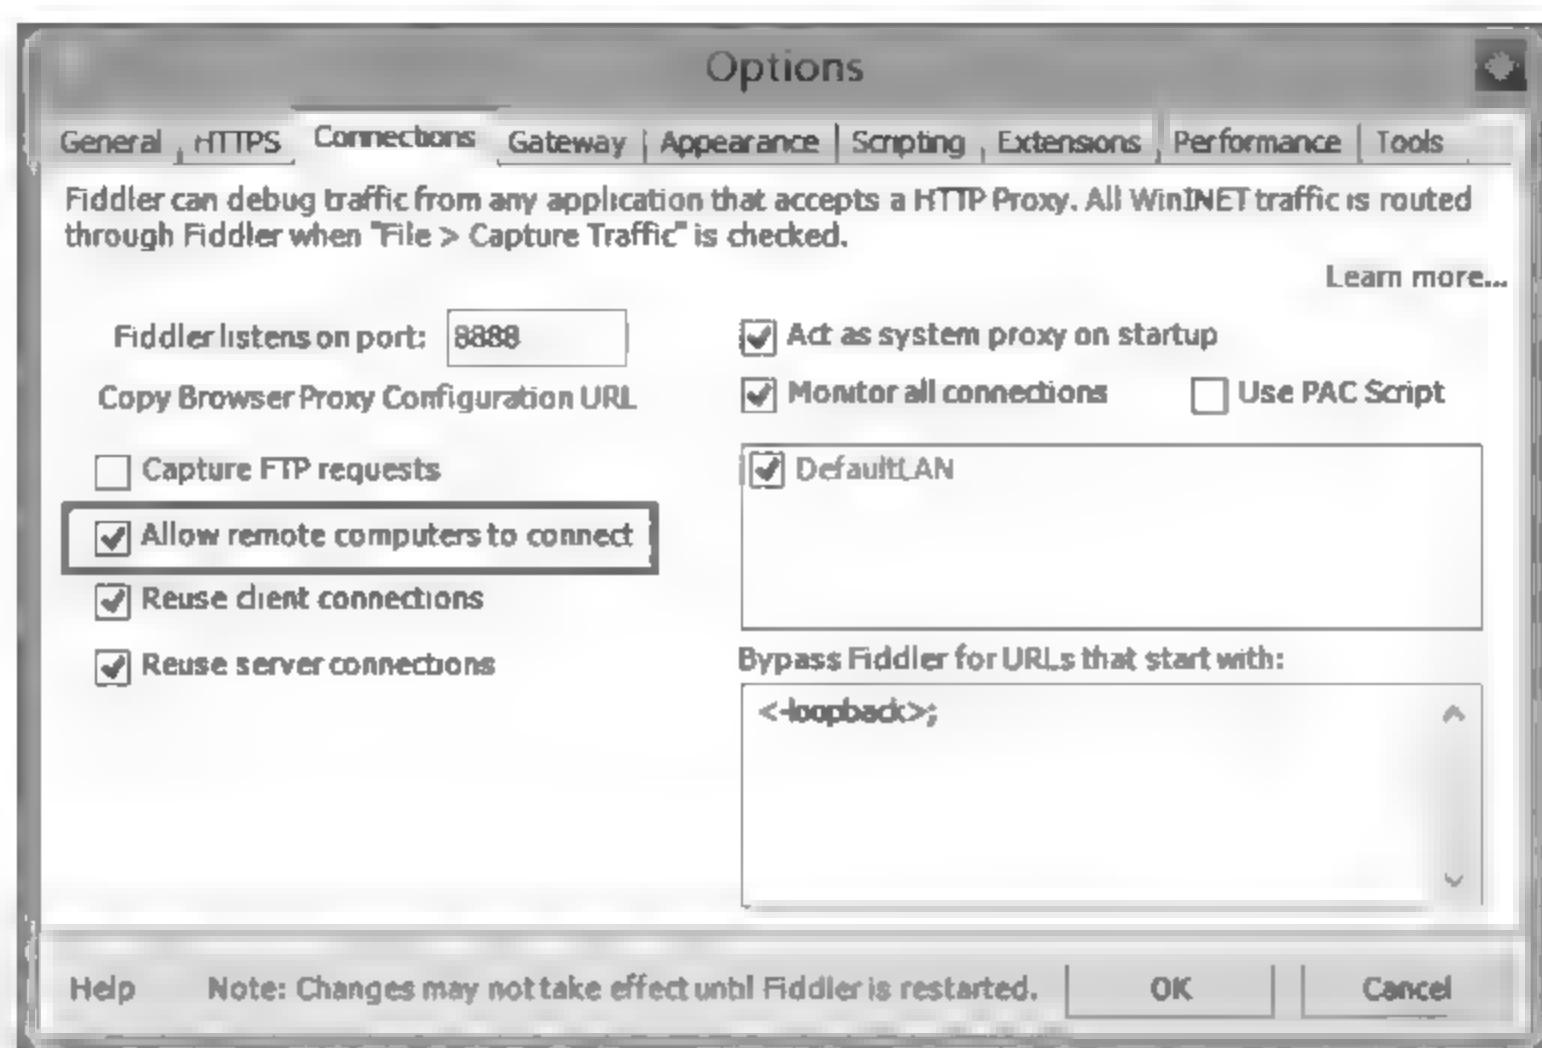 Options
General HTTPS Connections Gateway Appearance Scripting Extensions Performance Tools
Fiddler can debug traffic from any application that accepts a HTTP Proxy. All WinINET traffic is routed
through Fiddler when "File > Capture Traffic" is checked.
Learn more...
Fiddler listens on port: 8888
Act as system proxy on startup
Copy Browser Proxy Configuration URL
Monitor all connections
Use PAC Script
Capture FTP requests
DefaultLAN
Allow remote computers to connect
Reuse client connections
Reuse server connections
Bypass Fiddler for URLs that start with:
<-loopback>;
Help
Note: Changes may not take effect until Fiddler is restarted.
OK
Cancel